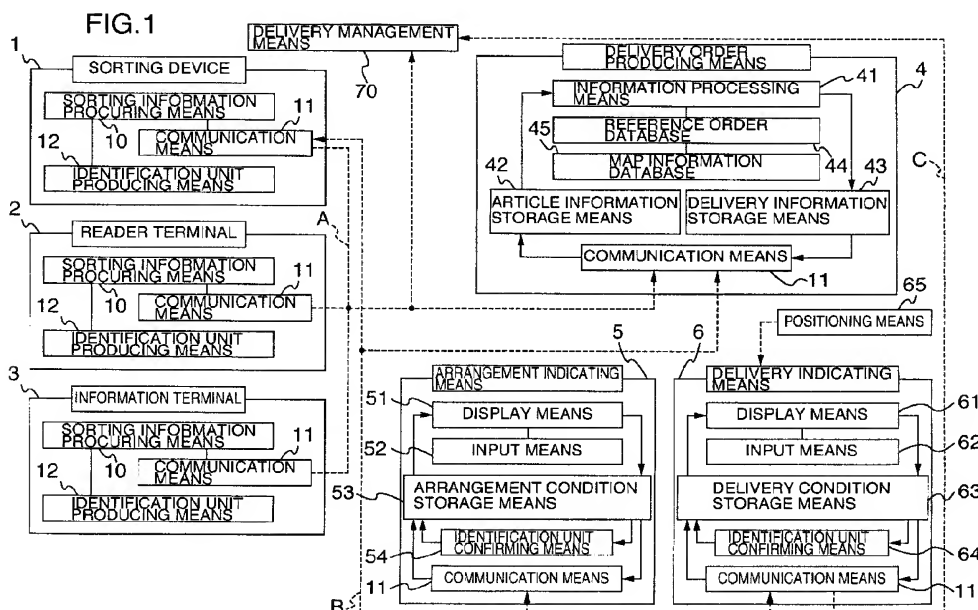 FIG.1
DELIVERY MANAGEMENT
MEANS
70
1
SORTING DEVICE
SORTING INFORMATION
PROCURING MEANS
10
11
COMMUNICATION
MEANS
12
IDENTIFICATION UNIT
PRODUCING MEANS
2
READER TERMINAL
SORTING INFORMATION
PROCURING MEANS
10
11
COMMUNICATION
MEANS
12
IDENTIFICATION UNIT
PRODUCING MEANS
3
INFORMATION TERMINAL
SORTING INFORMATION
PROCURING MEANS
10
11
COMMUNICATION
MEANS
12
IDENTIFICATION UNIT
PRODUCING MEANS
A
B
C
DELIVERY ORDER
PRODUCING MEANS
4
41
INFORMATION PROCESSING
MEANS
REFERENCE ORDER
DATABASE
44
45
MAP INFORMATION
DATABASE
42
43
ARTICLE INFORMATION
STORAGE MEANS
DELIVERY INFORMATION
STORAGE MEANS
COMMUNICATION MEANS
11
65
POSITIONING MEANS
5
ARRANGEMENT INDICATING
MEANS
51
DISPLAY MEANS
52
INPUT MEANS
53
ARRANGEMENT CONDITION
STORAGE MEANS
54
IDENTIFICATION UNIT
CONFIRMING MEANS
11
COMMUNICATION MEANS
6
DELIVERY INDICATING
MEANS
61
DISPLAY MEANS
62
INPUT MEANS
63
DELIVERY CONDITION
STORAGE MEANS
IDENTIFICATION UNIT
CONFIRMING MEANS
64
COMMUNICATION MEANS
11